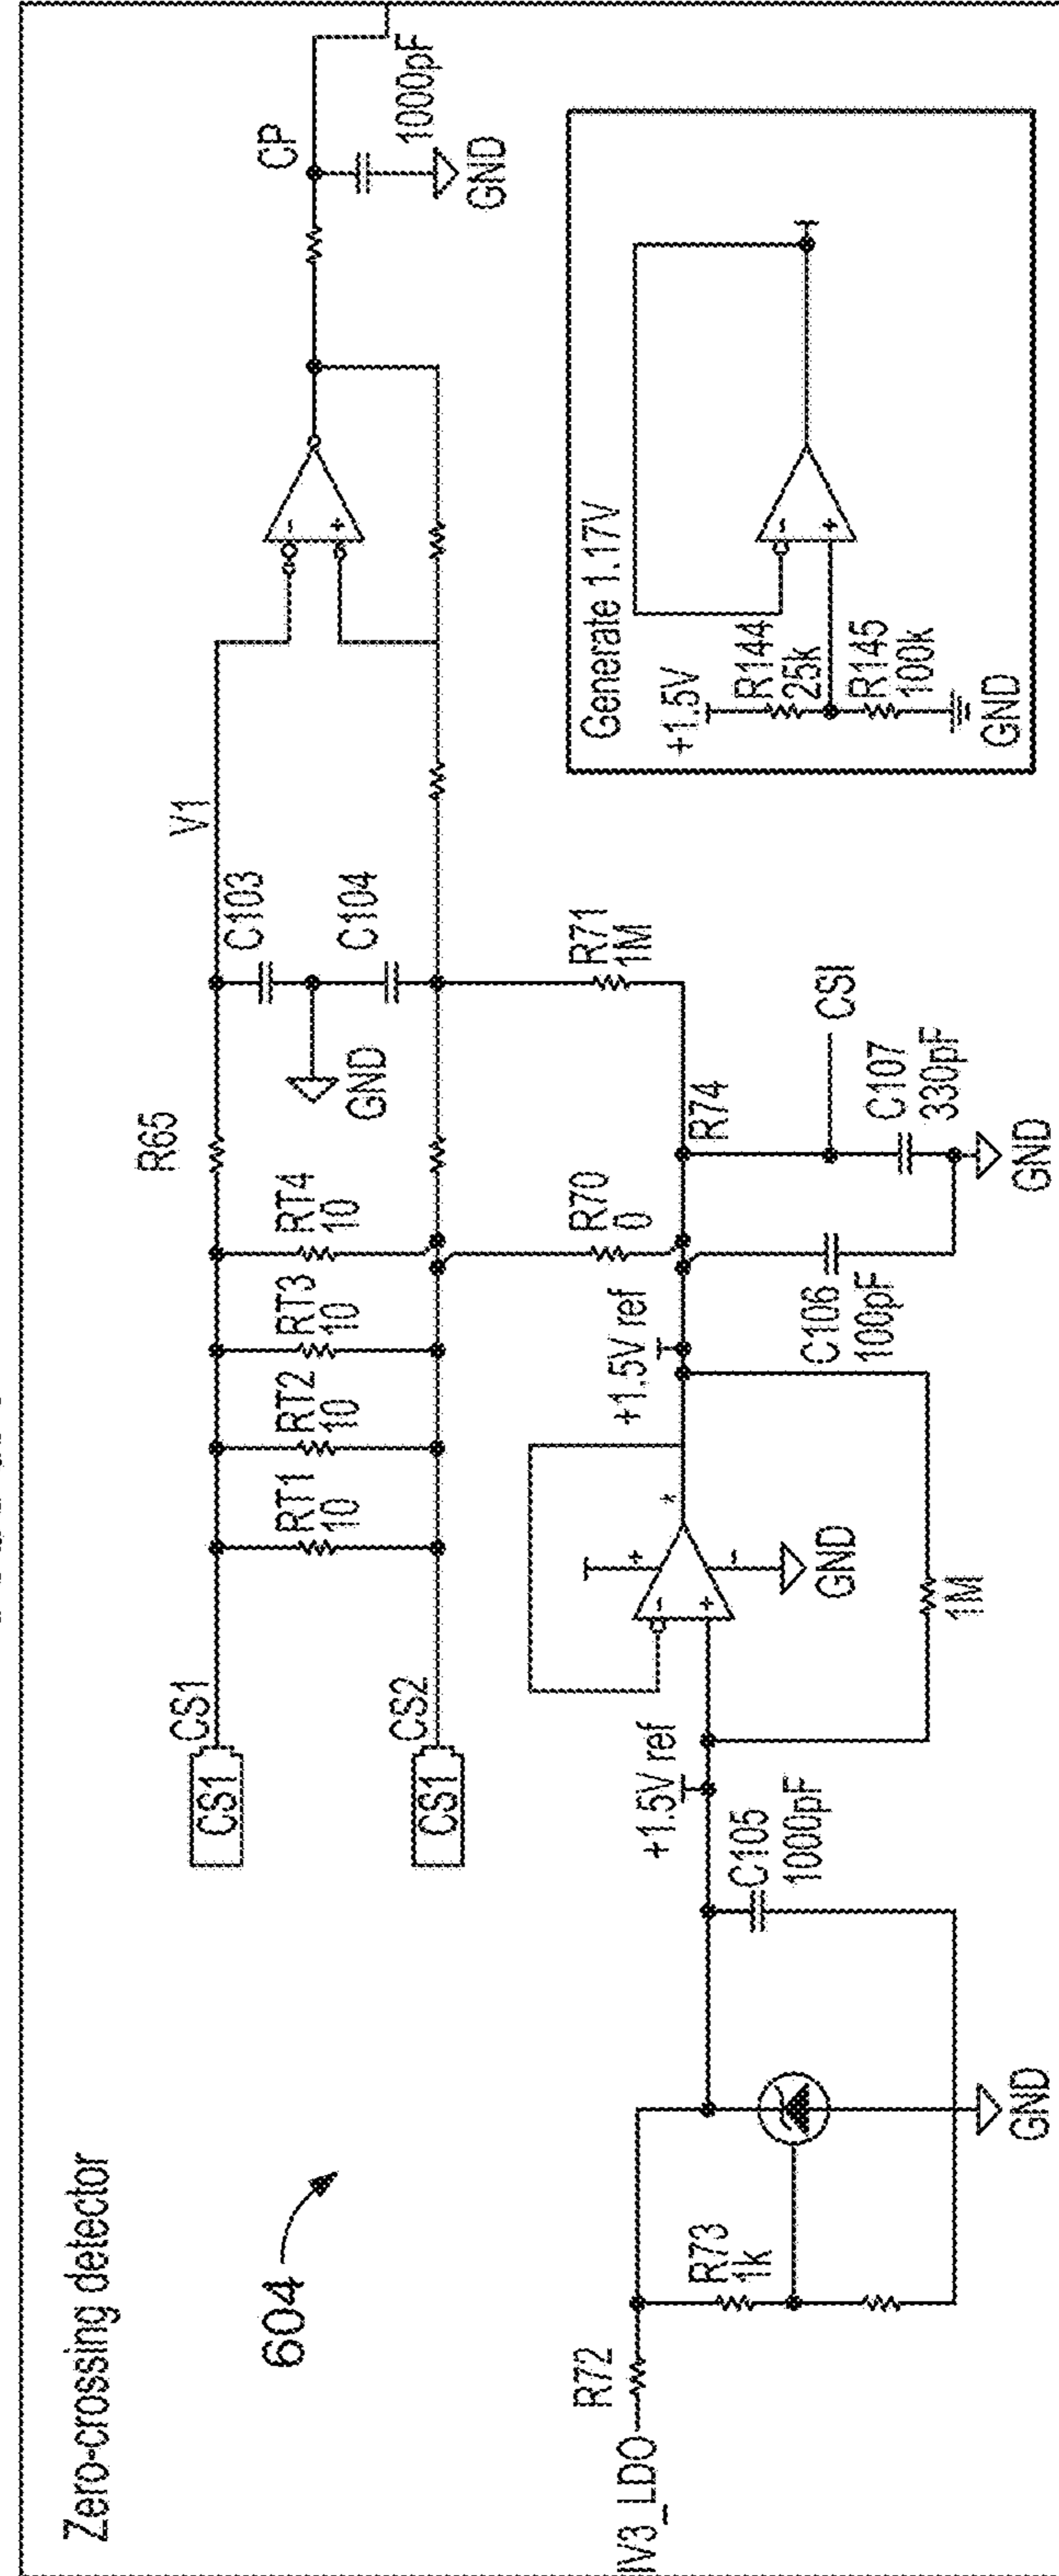 Zero-crossing detector
604
CS1
CS1
CS2
CS1
RT1
10
RT2
10
RT3
10
RT4
10
R65
C103
C104
GND
V1
CP
1000pF
GND
R72
R73
1k
GND
C105
1000pF
+1.5V ref
GND
1M
+1.5V ref
R70
0
R71
1M
R74
C106
100pF
CSI
C107
330pF
GND
Generate 1.17V
+1.5V
R144
25k
R145
100k
GND